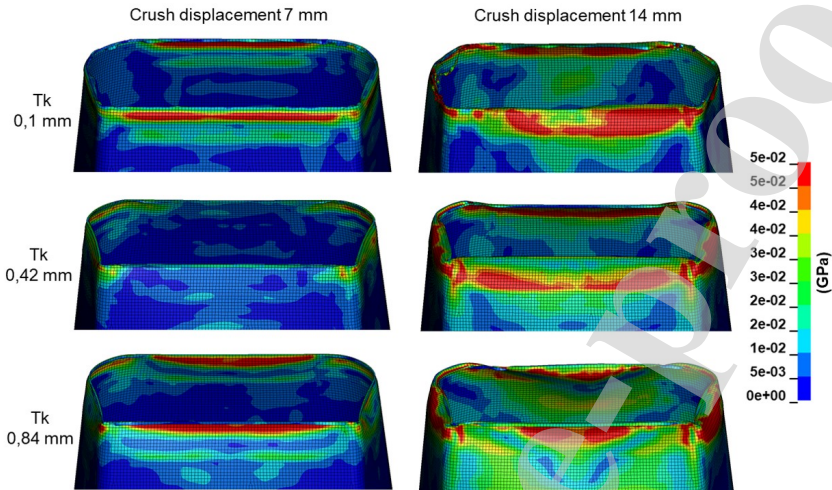 Crush displacement 7 mm
Crush displacement 14 mm
Tk
0,1 mm
Tk
0,42 mm
Tk
0,84 mm
5e-02
5e-02
4e-02
4e-02
3e-02
3e-02
2e-02
2e-02
1e-02
5e-03
0e+00
(GPa)
e-proo